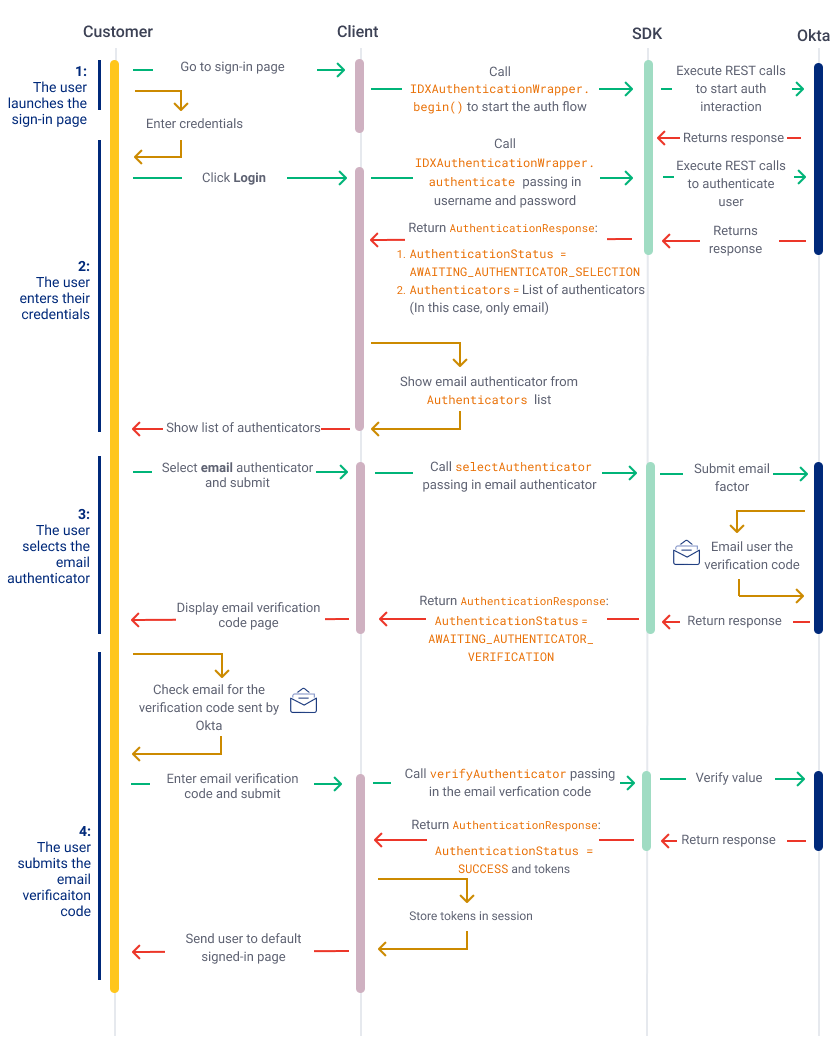 Customer
Client
SDK
Okta
1:
The user
launches the
sign-in page
Go to sign-in page
Enter credentials
Call
IDXAuthenticationWrapper.
begin() to start the auth flow
Execute REST calls
to start auth
interaction
Returns response
Click Login
Call
IDXAuthenticationWrapper.
authenticate passing in
username and password
Execute REST calls
to authenticate
user
Returns
response
2:
The user
enters their
credentials
Return AuthenticationResponse:
1. AuthenticationStatus =
AWAITING_AUTHENTICATOR_SELECTION
2. Authenticators = List of authenticators
(In this case, only email)
Show email authenticator from
Authenticators list
Show list of authenticators
3:
The user
selects the
email
authenticator
Select email authenticator
and submit
Call selectAuthenticator
passing in email authenticator
Submit email
factor
Email user the
verification code
Return response
Return AuthenticationResponse:
AuthenticationStatus =
AWAITING_AUTHENTICATOR_
VERIFICATION
Display email verification
code page
4:
The user
submits the
email
verificaiton
code
Check email for the
verification code sent by
Okta
Enter email verification
code and submit
Call verifyAuthenticator passing
in the email verfication code
Verify value
Return response
Return AuthenticationResponse:
AuthenticationStatus =
SUCCESS and tokens
Store tokens in session
Send user to default
signed-in page